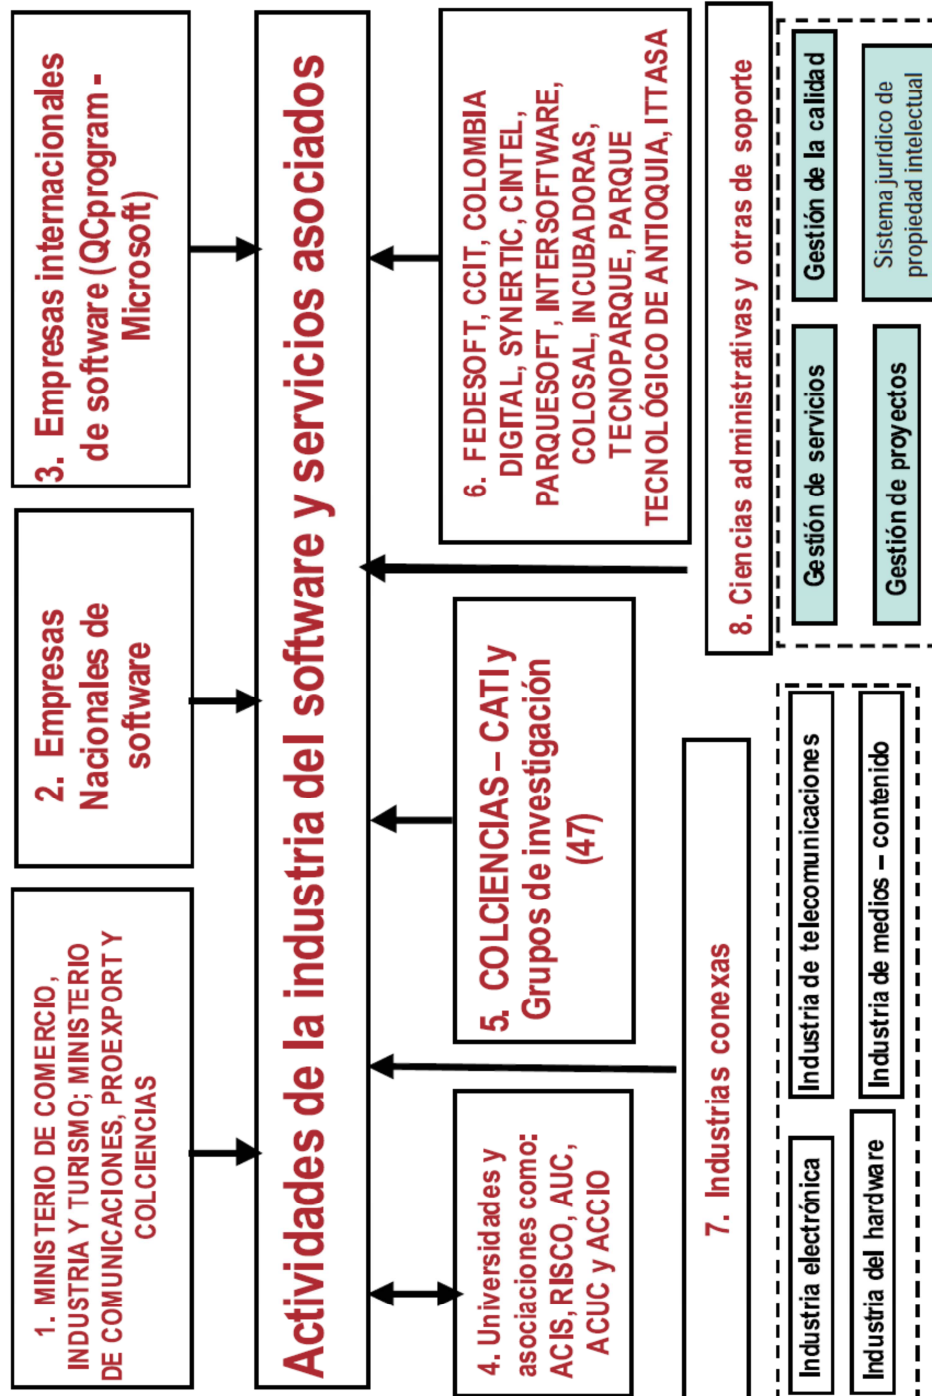 1. MINISTERIO DE COMERCIO,
INDUSTRIA Y TURISMO; MINISTERIO
DE COMUNICACIONES, PROEXPORT Y
COLCIENCIAS
2. Empresas
Nacionales de
software
3. Empresas internacionales
de software (QCprogram -
Microsoft)
Actividades de la industria del software y servicios asociados
4. Universidades y
asociaciones como:
ACIS, RISCO, AUC,
ACUC y ACCIO
5. COLCIENCIAS – CATI y
Grupos de investigación
(47)
6. FEDESOFT, CCIT, COLOMBIA
DIGITAL, SYNERTIC, CINTEL,
PARQUESOFT, INTERSOFTWARE,
COLOSAL, INCUBADORAS,
TECNOPARQUE, PARQUE
TECNOLÓGICO DE ANTIOQUIA, ITTASA
7. Industrias conexas
Industria electrónica
Industria de telecomunicaciones
Industria del hardware
Industria de medios – contenido
8. Ciencias administrativas y otras de soporte
Gestión de servicios
Gestión de la calidad
Gestión de proyectos
Sistema jurídico de
propiedad intelectual